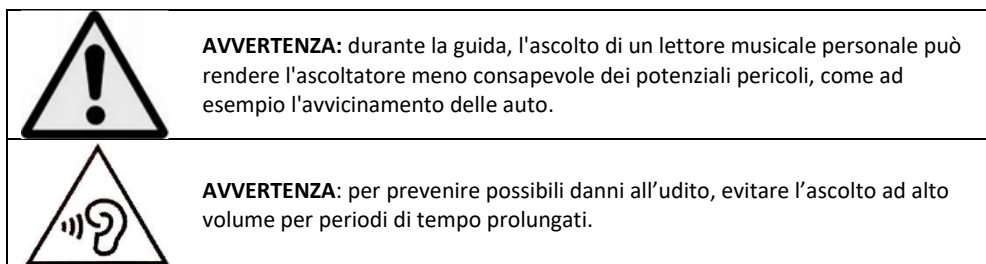 AVVERTENZA: durante la guida, l'ascolto di un lettore musicale personale può
rendere l'ascoltatore meno consapevole dei potenziali pericoli, come ad
esempio l'avvicinamento delle auto.
AVVERTENZA: per prevenire possibili danni all’udito, evitare l’ascolto ad alto
volume per periodi di tempo prolungati.